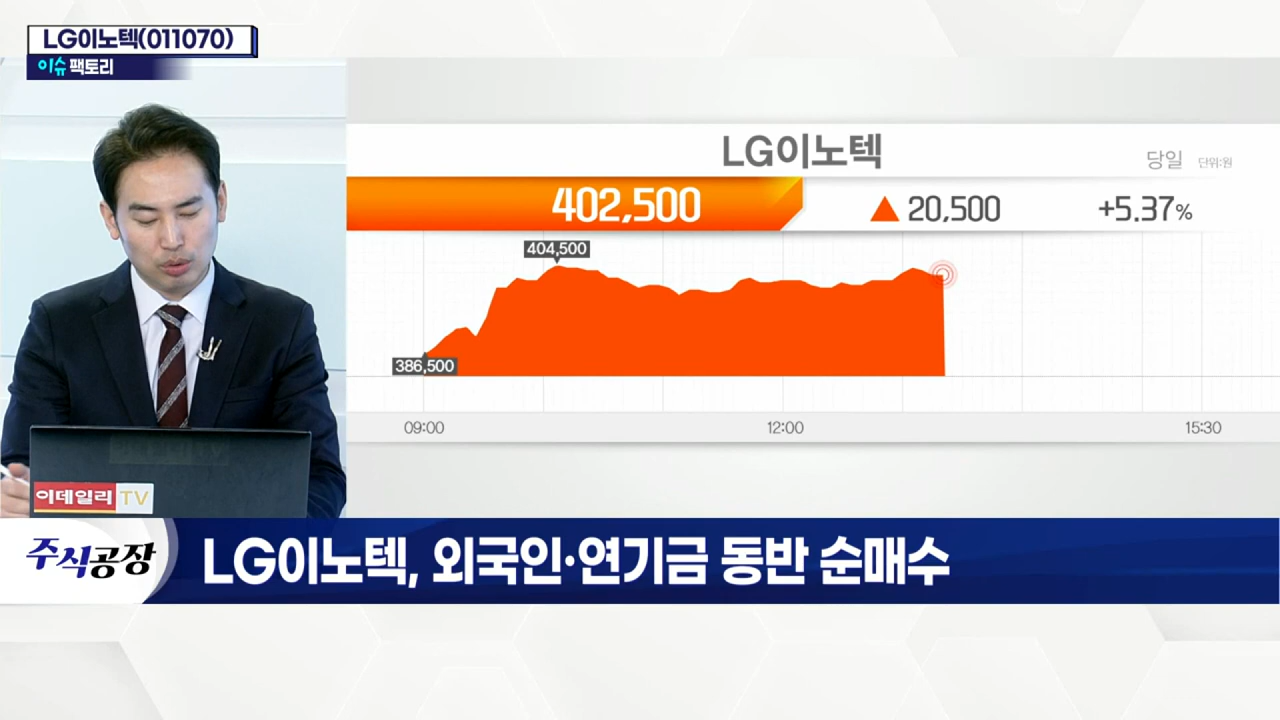 LG이노텍(011070)
이슈 팩토리
LG이노텍
당일 단위:원
402,500 ▲ 20,500 +5.37%
404,500
386,500
09:00 12:00 15:30
이데일리TV
주식공장
LG이노텍, 외국인·연기금 동반 순매수